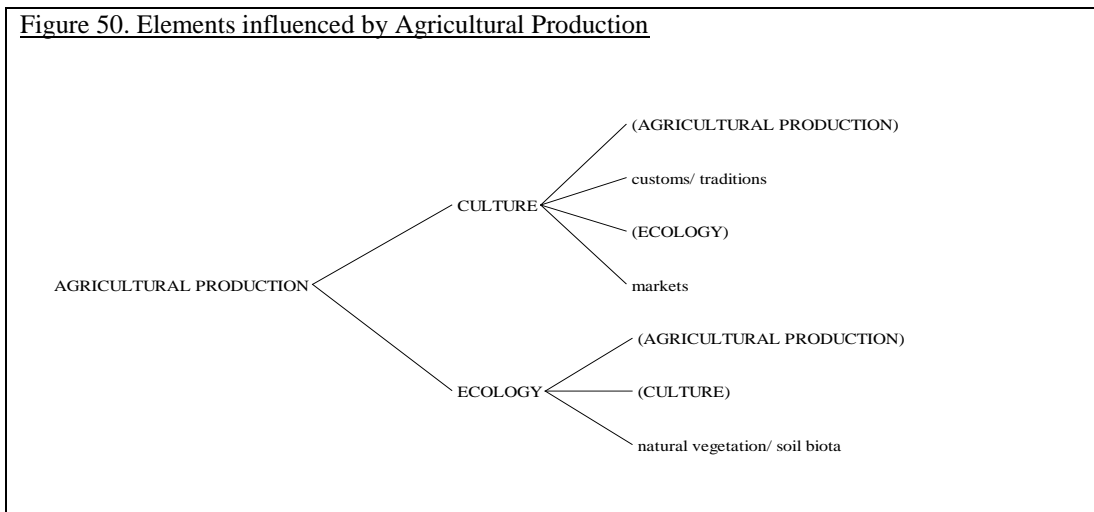 Figure 50. Elements influenced by Agricultural Production
(AGRICULTURAL PRODUCTION)
customs/ traditions
CULTURE
(ECOLOGY)
AGRICULTURAL PRODUCTION
markets
(AGRICULTURAL PRODUCTION)
ECOLOGY
(CULTURE)
natural vegetation/ soil biota